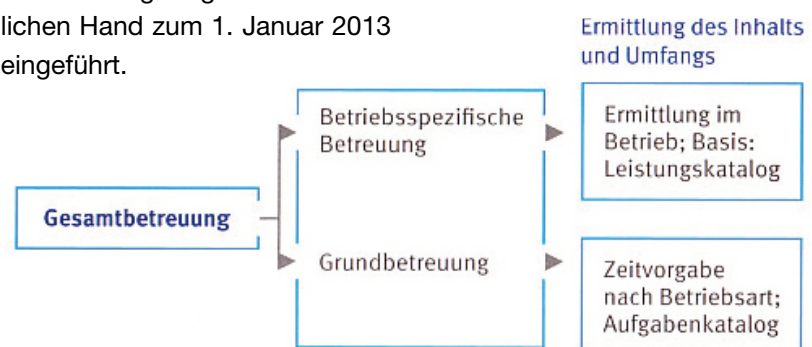 lichen Hand zum 1. Januar 2013
eingeführt.
Ermittlung des Inhalts
und Umfangs
Betriebsspezifische
Betreuung
Ermittlung im
Betrieb; Basis:
Leistungskatalog
Gesamtbetreuung
Grundbetreuung
Zeitvorgabe
nach Betriebsart;
Aufgabenkatalog